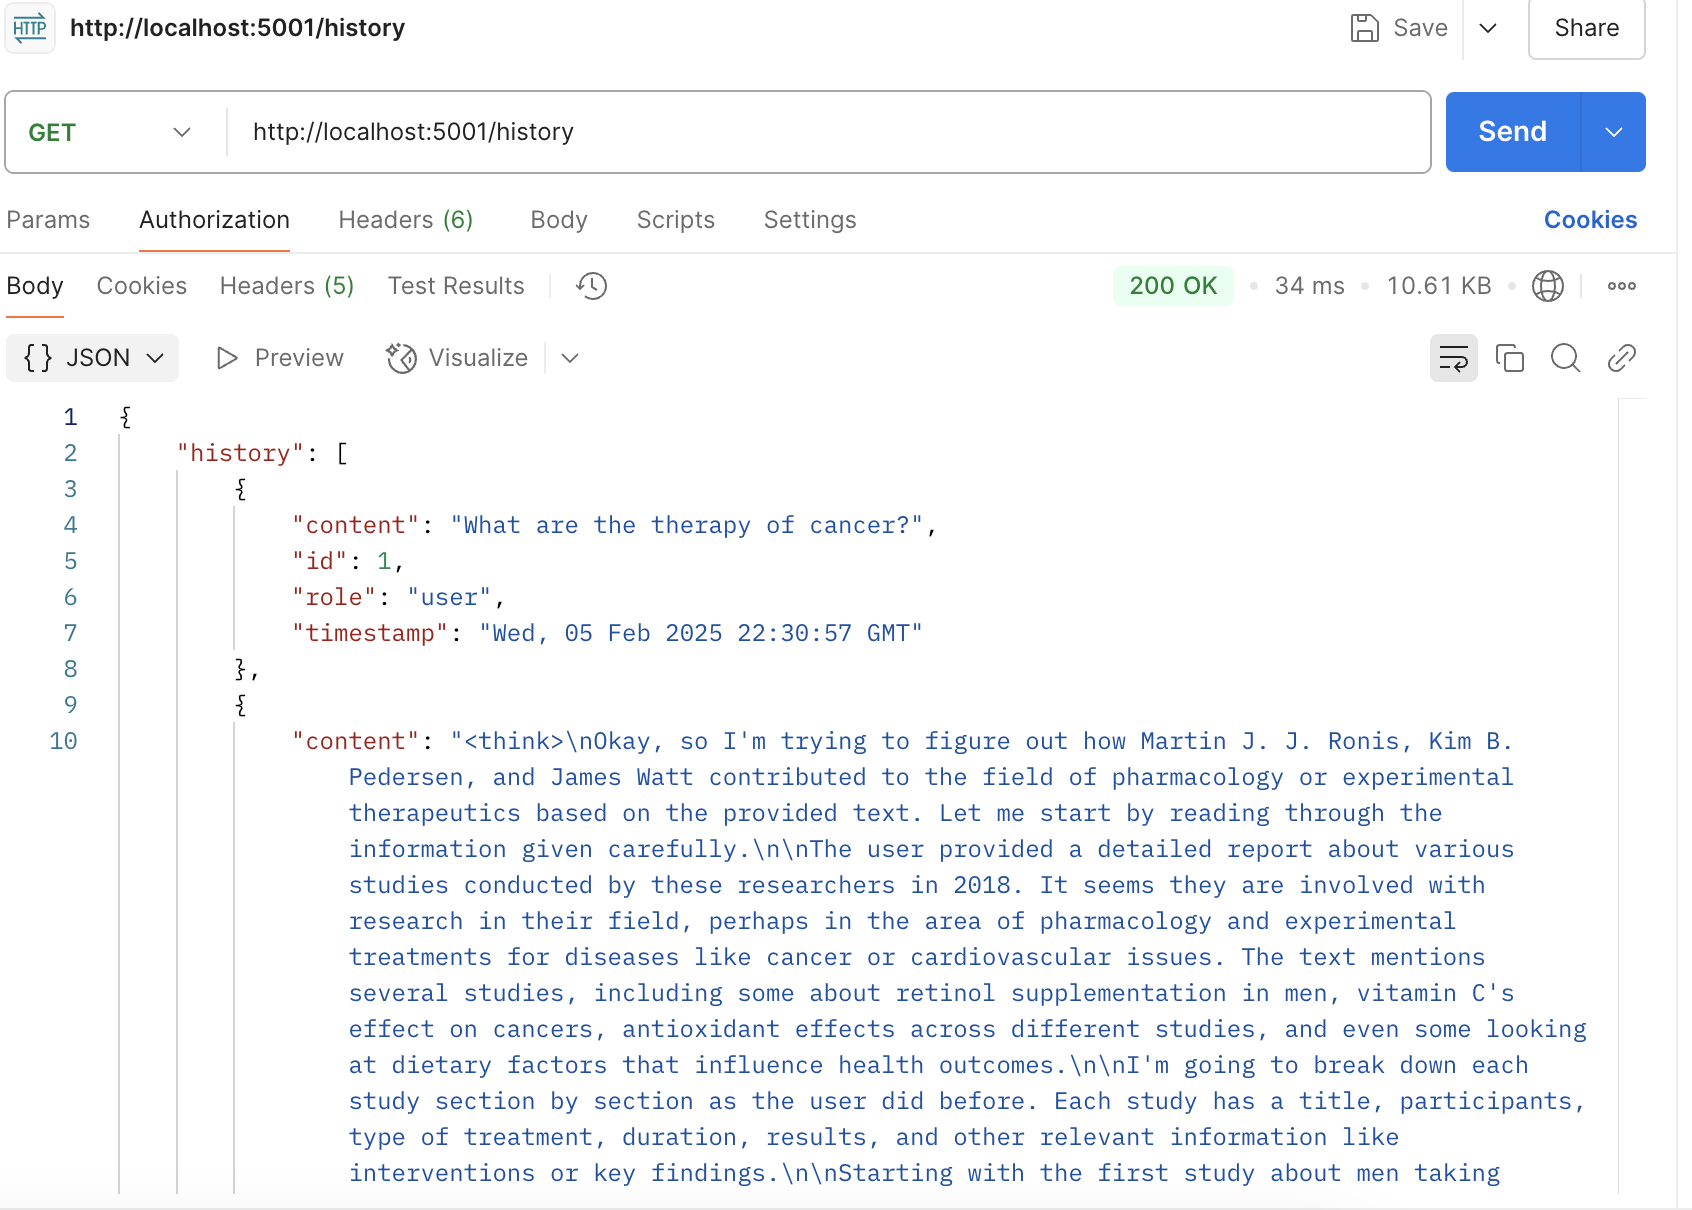 HTTP http://localhost:5001/history Save Share
GET http://localhost:5001/history Send
Params Authorization Headers (6) Body Scripts Settings Cookies
Body Cookies Headers (5) Test Results 200 OK • 34 ms • 10.61 KB •
{} JSON Preview Visualize
1 {
2 "history": [
3 {
4 "content": "What are the therapy of cancer?",
5 "id": 1,
6 "role": "user",
7 "timestamp": "Wed, 05 Feb 2025 22:30:57 GMT"
8 },
9 {
10 "content": "<think>\nOkay, so I'm trying to figure out how Martin J. J. Ronis, Kim B.
Pedersen, and James Watt contributed to the field of pharmacology or experimental
therapeutics based on the provided text. Let me start by reading through the
information given carefully.\n\nThe user provided a detailed report about various
studies conducted by these researchers in 2018. It seems they are involved with
research in their field, perhaps in the area of pharmacology and experimental
treatments for diseases like cancer or cardiovascular issues. The text mentions
several studies, including some about retinol supplementation in men, vitamin C's
effect on cancers, antioxidant effects across different studies, and even some looking
at dietary factors that influence health outcomes.\n\nI'm going to break down each
study section by section as the user did before. Each study has a title, participants,
type of treatment, duration, results, and other relevant information like
interventions or key findings.\n\nStarting with the first study about men taking